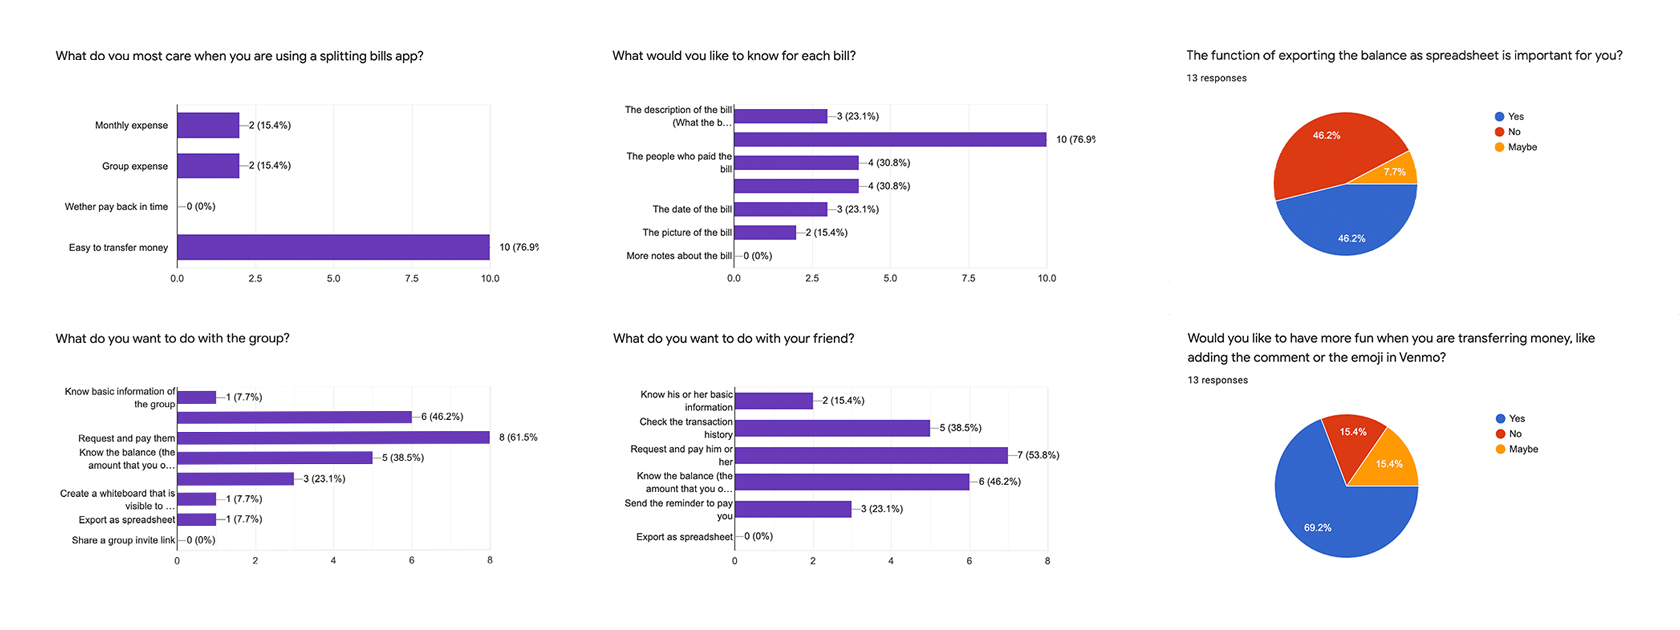 What do you most care when you are using a splitting bills app?
Monthly expense
2 (15.4%)
Group expense
2 (15.4%)
Wether pay back in time
0 (0%)
Easy to transfer money
10 (76.9%
0.0 2.5 5.0 7.5 10.0
What would you like to know for each bill?
The description of the bill
(What the b...
3 (23.1%)
10 (76.9%
The people who paid the
bill
4 (30.8%)
4 (30.8%)
The date of the bill
3 (23.1%)
The picture of the bill
2 (15.4%)
More notes about the bill
0 (0%)
0.0 2.5 5.0 7.5 10.0
The function of exporting the balance as spreadsheet is important for you?
13 responses
46.2%
7.7%
46.2%
Yes
No
Maybe
What do you want to do with the group?
Know basic information of
the group
1 (7.7%)
6 (46.2%)
Request and pay them
8 (61.5%
Know the balance (the
amount that you o...
5 (38.5%)
3 (23.1%)
Create a whiteboard that is
visible to ...
1 (7.7%)
Export as spreadsheet
1 (7.7%)
Share a group invite link
0 (0%)
0 2 4 6 8
What do you want to do with your friend?
Know his or her basic
information
2 (15.4%)
Check the transaction
history
5 (38.5%)
Request and pay him or
her
7 (53.8%)
Know the balance (the
amount that you o...
6 (46.2%)
Send the reminder to pay
you
3 (23.1%)
Export as spreadsheet
0 (0%)
0 2 4 6 8
Would you like to have more fun when you are transferring money, like
adding the comment or the emoji in Venmo?
13 responses
15.4%
15.4%
69.2%
Yes
No
Maybe